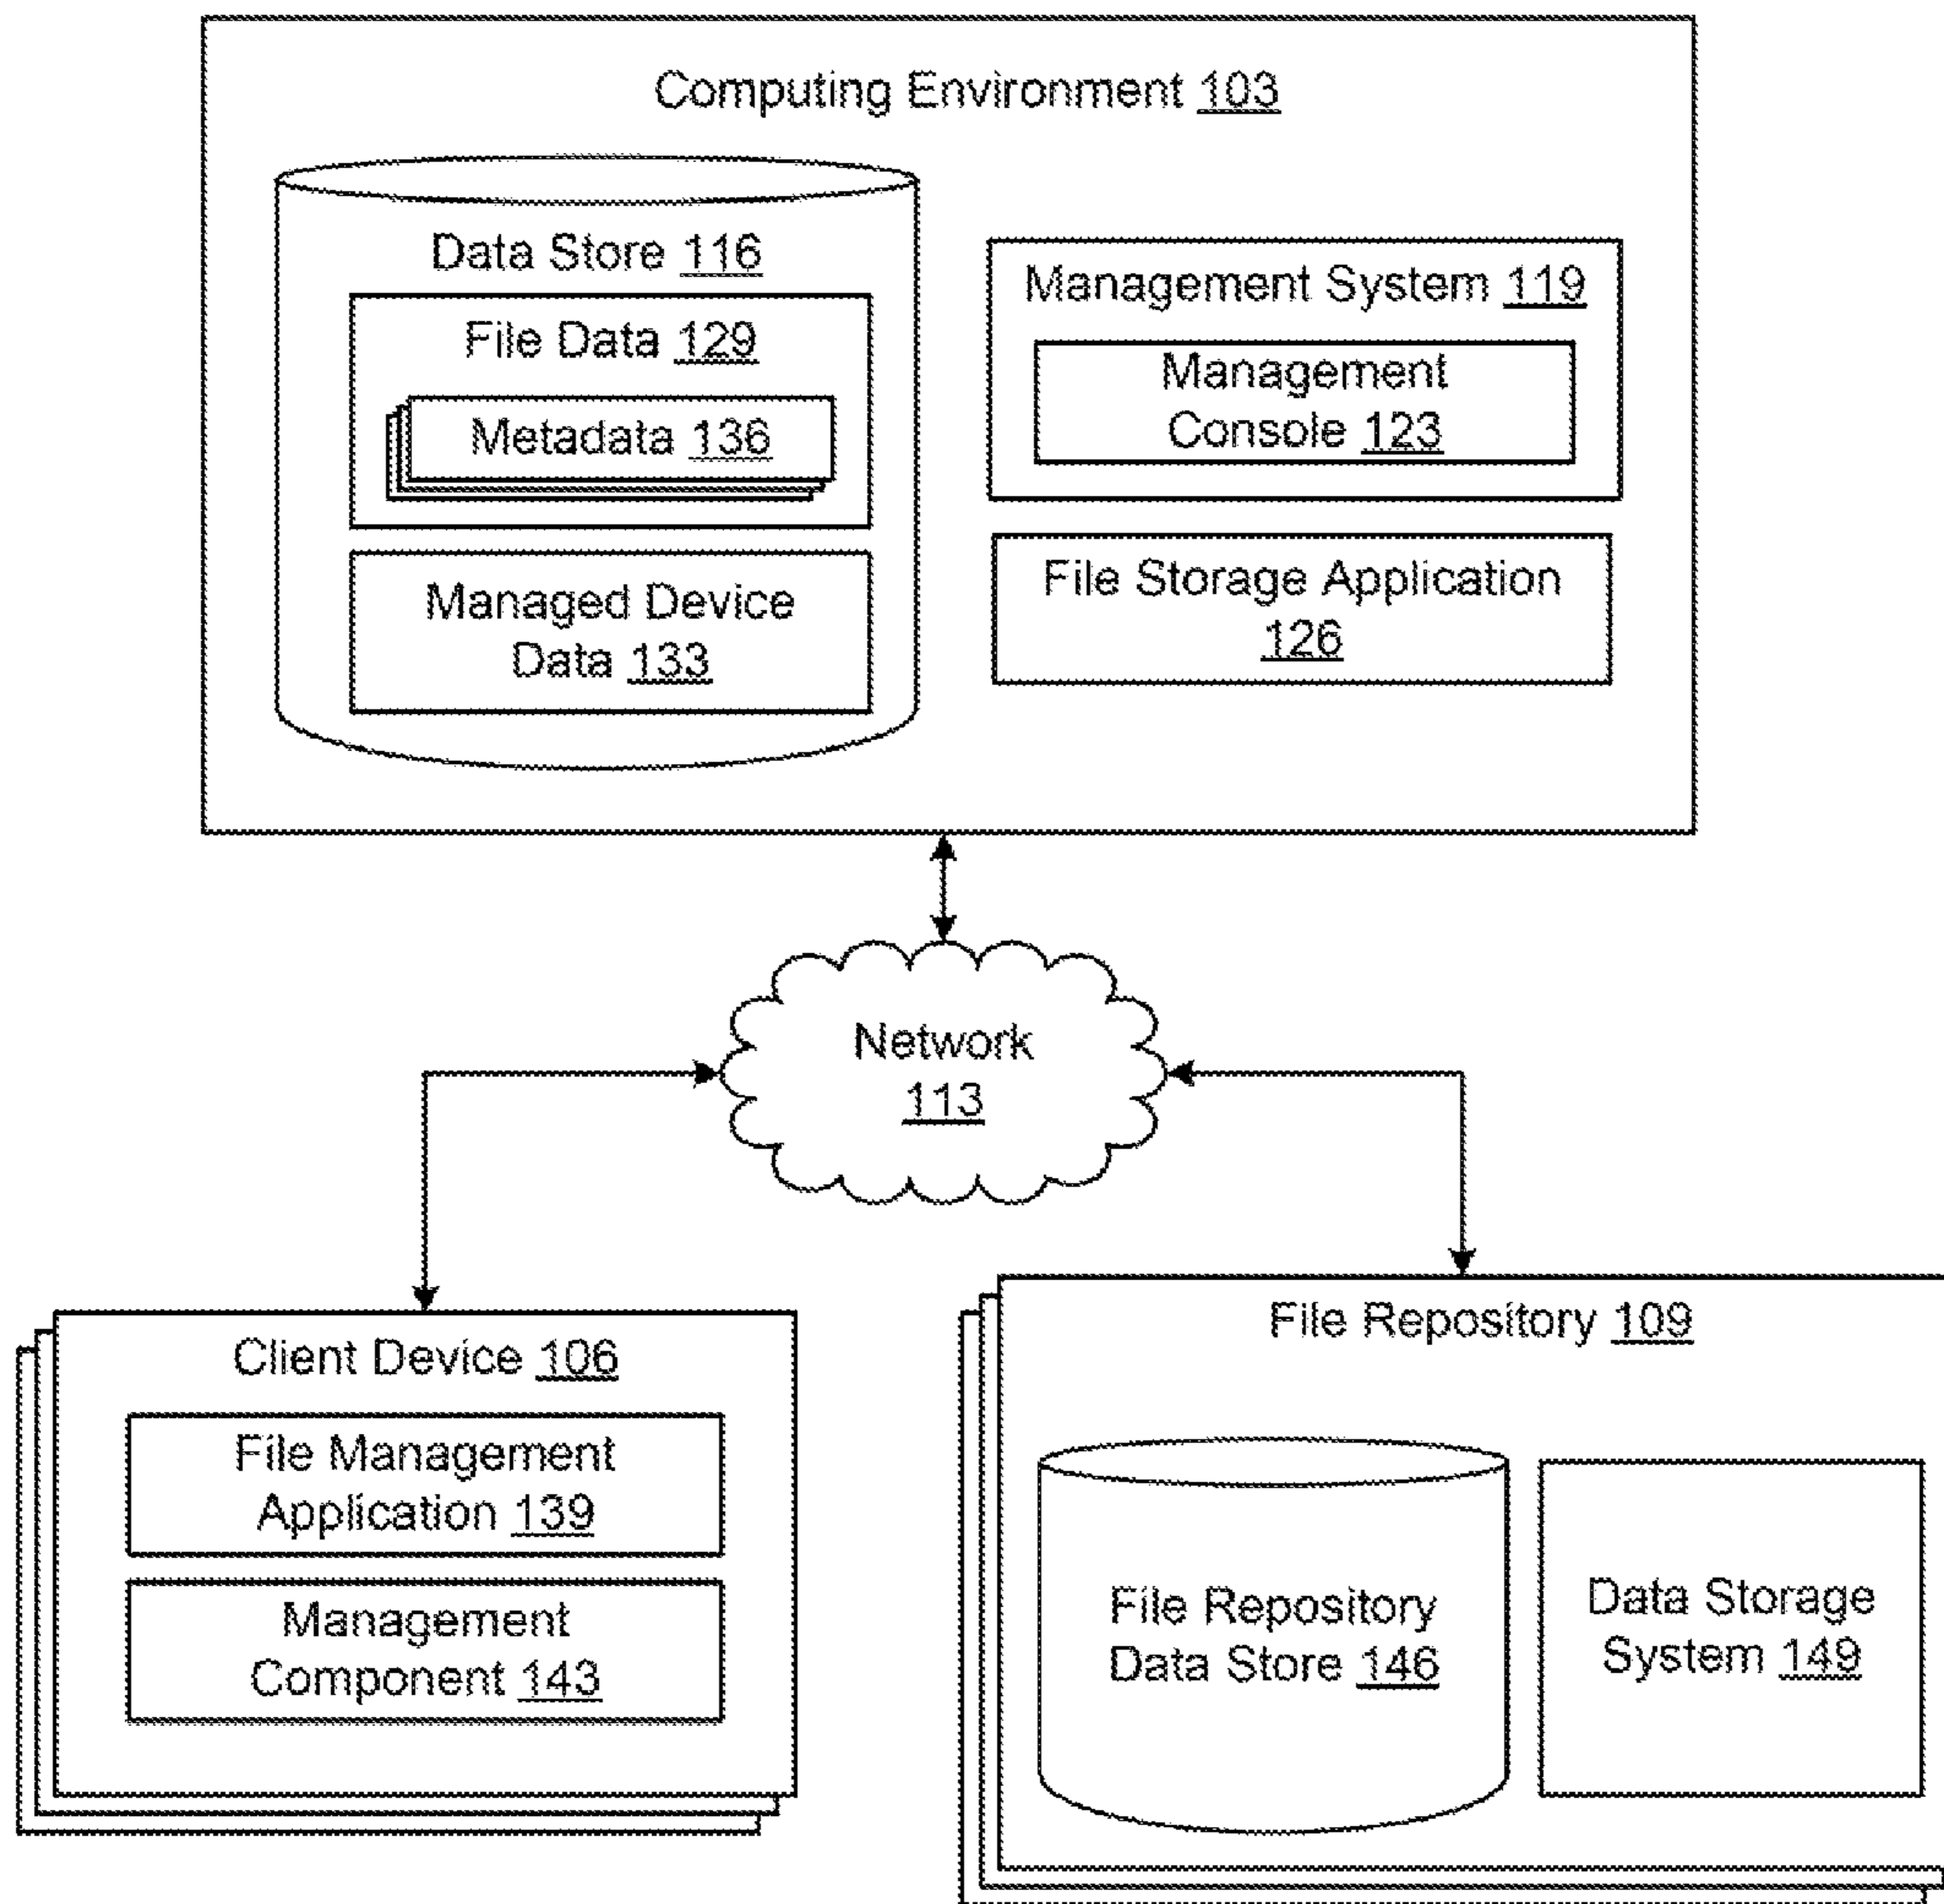 Computing Environment 103
Data Store 116
File Data 129
Metadata 136
Managed Device
Data 133
Management System 119
Management
Console 123
File Storage Application
126
Network
113
Client Device 106
File Management
Application 139
Management
Component 143
File Repository 109
File Repository
Data Store 146
Data Storage
System 149